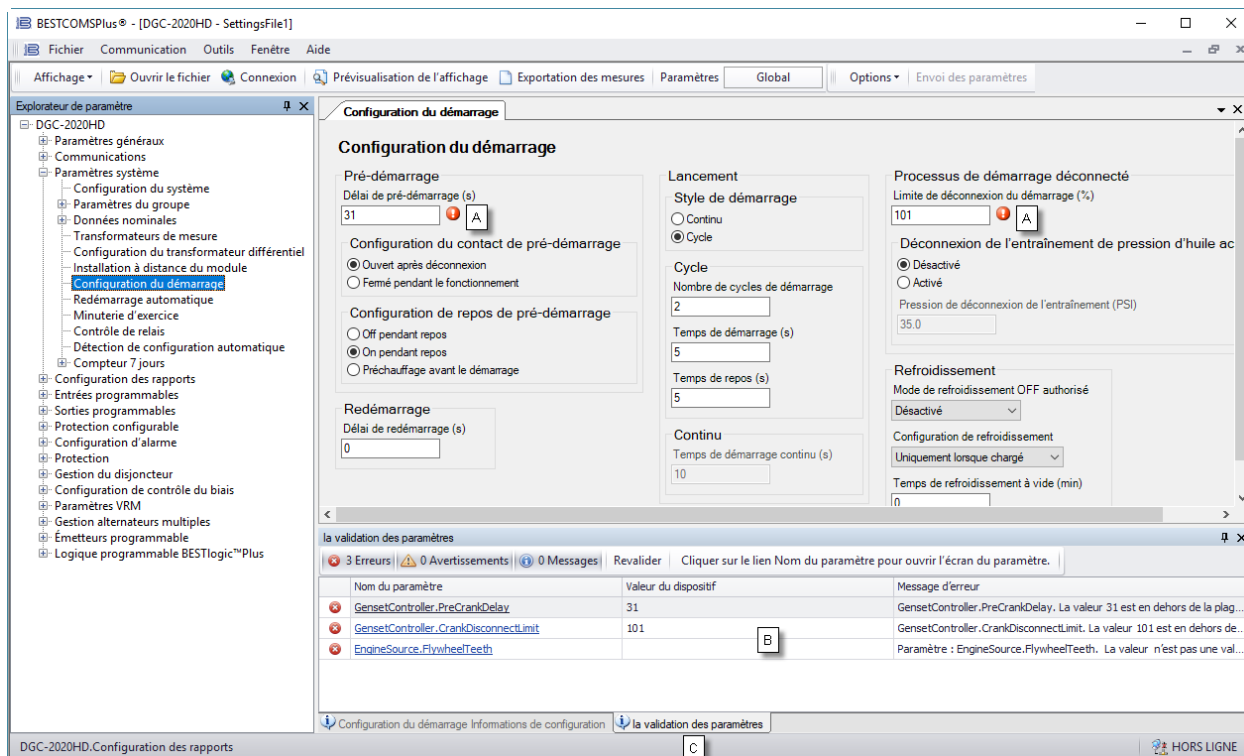 BESTCOMSPlus® - [DGC-2020HD - SettingsFile1]
Fichier Communication Outils Fenêtre Aide
Affichage Ouvrir le fichier Connexion Prévisualisation de l'affichage Exportation des mesures Paramètres Global Options Envoi des paramètres
Explorateur de paramètre
DGC-2020HD
Paramètres généraux
Communications
Paramètres système
Configuration du système
Paramètres du groupe
Données nominales
Transformateurs de mesure
Configuration du transformateur différentiel
Installation à distance du module
Configuration du démarrage
Redémarrage automatique
Minuterie d'exercice
Contrôle de relais
Détection de configuration automatique
Compteur 7 jours
Configuration des rapports
Entrées programmables
Sorties programmables
Protection configurable
Configuration d'alarme
Protection
Gestion du disjoncteur
Configuration de contrôle du biais
Paramètres VRM
Gestion alternateurs multiples
Émetteurs programmable
Logique programmable BESTlogic™Plus
Configuration du démarrage
Configuration du démarrage
Pré-démarrage
Délai de pré-démarrage (s)
31
A
Configuration du contact de pré-démarrage
Ouvert après déconnexion
Fermé pendant le fonctionnement
Configuration de repos de pré-démarrage
Off pendant repos
On pendant repos
Préchauffage avant le démarrage
Redémarrage
Délai de redémarrage (s)
0
Lancement
Style de démarrage
Continu
Cycle
Cycle
Nombre de cycles de démarrage
2
Temps de démarrage (s)
5
Temps de repos (s)
5
Continu
Temps de démarrage continu (s)
10
Processus de démarrage déconnecté
Limite de déconnexion du démarrage (%)
101
A
Déconnexion de l'entraînement de pression d'huile ac
Désactivé
Activé
Pression de déconnexion de l'entraînement (PSI)
35.0
Refroidissement
Mode de refroidissement OFF authorisé
Désactivé
Configuration de refroidissement
Uniquement lorsque chargé
Temps de refroidissement à vide (min)
0
la validation des paramètres
3 Erreurs 0 Avertissements 0 Messages Revalider Cliquer sur le lien Nom du paramètre pour ouvrir l'écran du paramètre.
Nom du paramètre Valeur du dispositif Message d'erreur
GensetController.PreCrankDelay 31 GensetController.PreCrankDelay. La valeur 31 est en dehors de la plag...
GensetController.CrankDisconnectLimit 101 GensetController.CrankDisconnectLimit. La valeur 101 est en dehors de...
B
EngineSource.FlywheelTeeth Paramètre : EngineSource.FlywheelTeeth. La valeur n'est pas une val...
Configuration du démarrage Informations de configuration la validation des paramètres
C
DGC-2020HD.Configuration des rapports HORS LIGNE